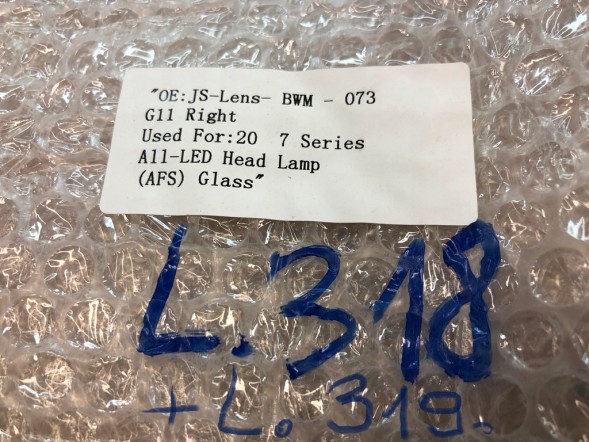 "OE:JS-Lens- BWM - 073
G11 Right
Used For:20  7 Series
All-LED Head Lamp
(AFS) Glass"
L.318
+L.319.